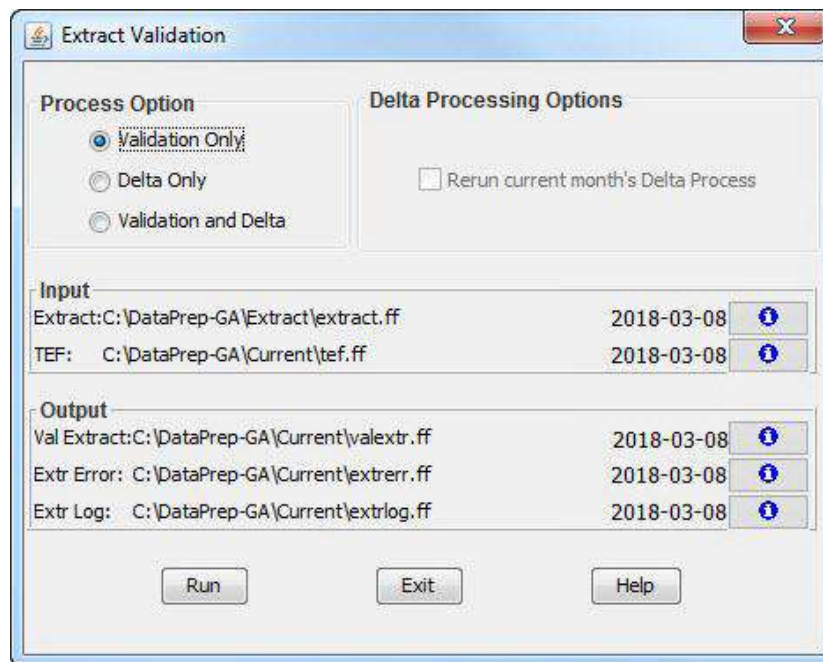 Extract Validation
Process Option
Validation Only
Delta Only
Validation and Delta
Delta Processing Options
Rerun current month's Delta Process
Input
Extract:C:\DataPrep-GA\Extract\extract.ff 2018-03-08
TEF: C:\DataPrep-GA\Current\tef.ff 2018-03-08
Output
Val Extract:C:\DataPrep-GA\Current\valextr.ff 2018-03-08
Extr Error: C:\DataPrep-GA\Current\extrerr.ff 2018-03-08
Extr Log: C:\DataPrep-GA\Current\extrlog.ff 2018-03-08
Run Exit Help